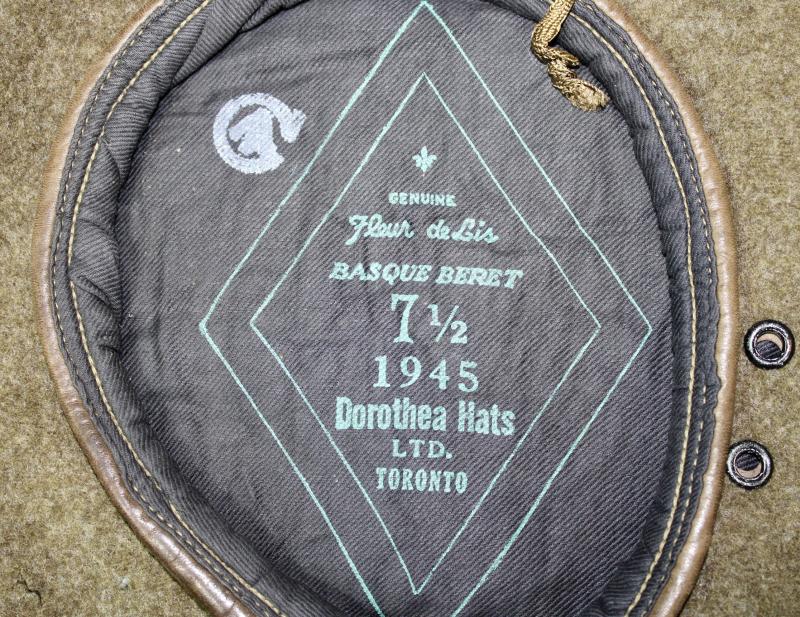 GENUINE
Fleur de Lis
BASQUE BERET
7 1/2
1945
Dorothea Hats
LTD.
TORONTO